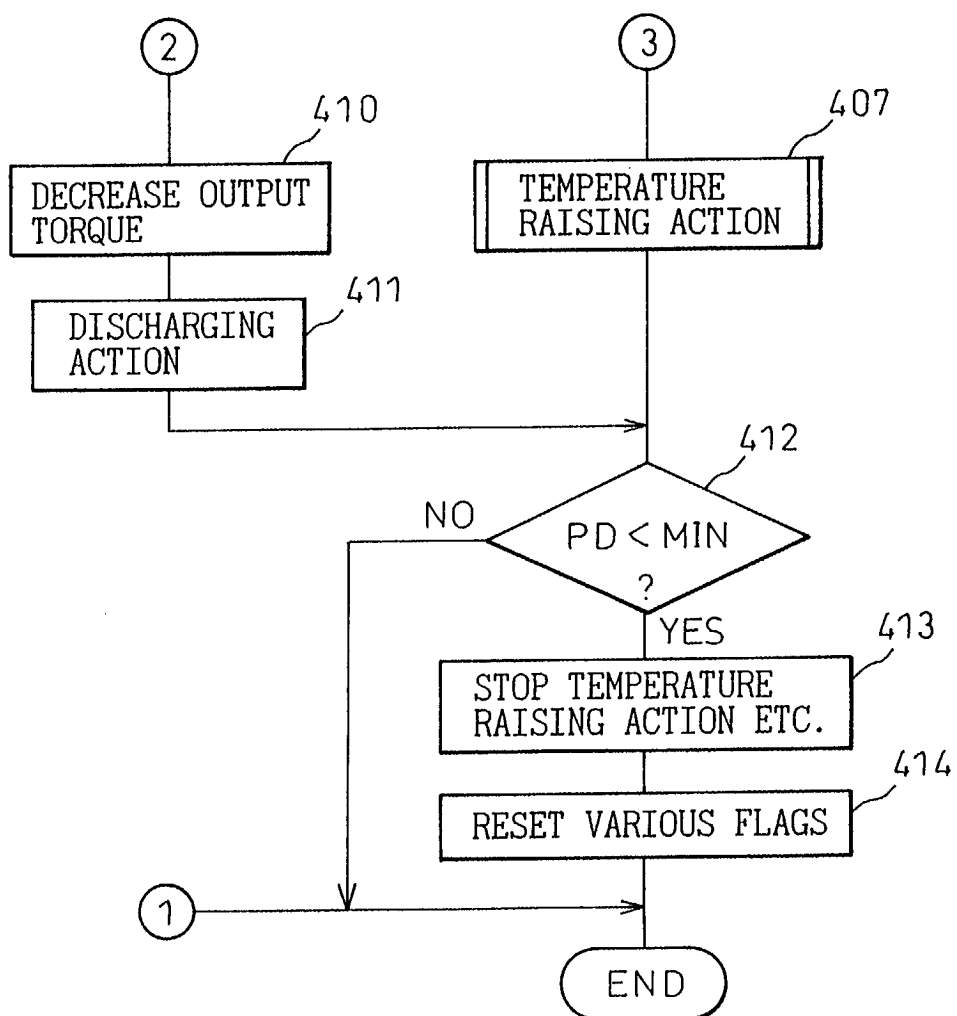 2
3
410
407
DECREASE OUTPUT
TORQUE
TEMPERATURE
RAISING ACTION
411
DISCHARGING
ACTION
412
NO
PD < MIN
?
YES
413
STOP TEMPERATURE
RAISING ACTION ETC.
414
RESET VARIOUS FLAGS
1
END